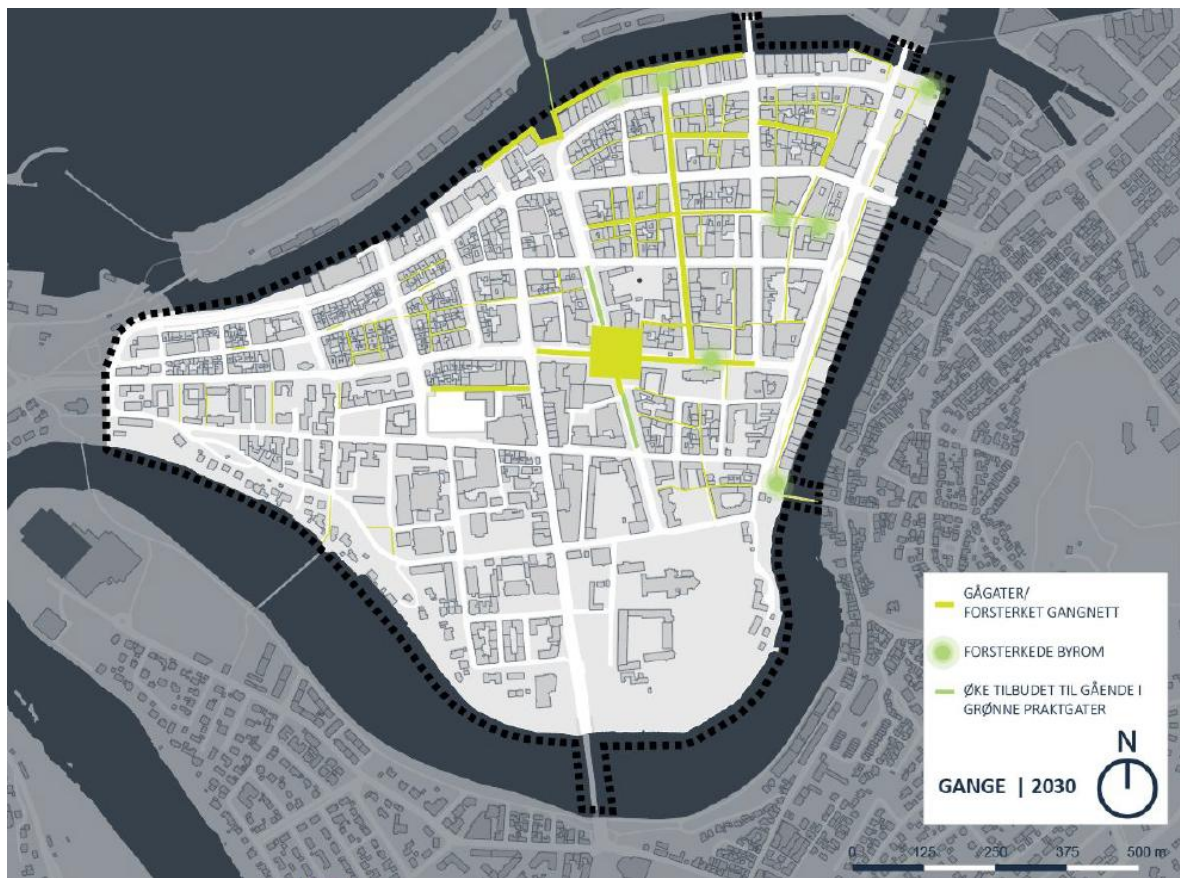 GÅGATER/
FORSTERKET GANGNETT
FORSTERKEDE BYROM
ØKE TILBUDET TIL GÅENDE I
GRØNNE PRAKTGATER
N
GANGE | 2030
0 125 250 375 500 m